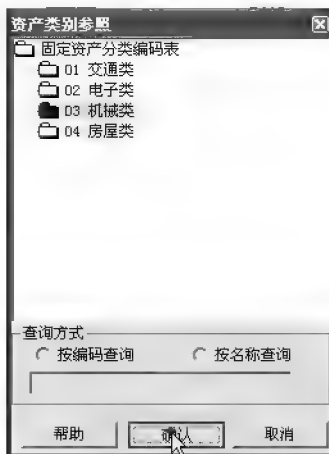 资产类别参照
固定资产分类编码表
01 交通类
02 电子类
03 机械类
04 房屋类
查询方式
按编码查询 按名称查询
帮助 确认 取消